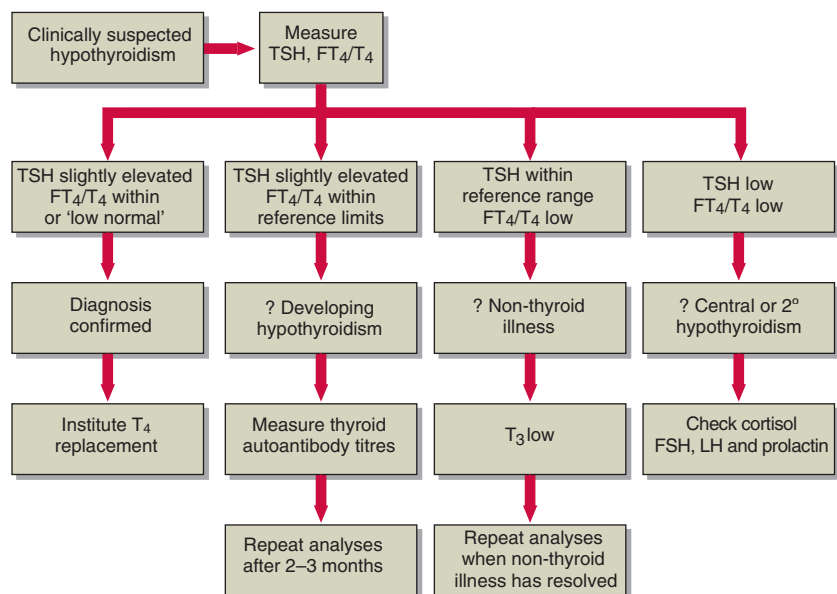 Clinically suspected
hypothyroidism
Measure
TSH, FT₄/T₄
TSH slightly elevated
FT₄/T₄ within
or ‘low normal’
TSH slightly elevated
FT₄/T₄ within
reference limits
TSH within
reference range
FT₄/T₄ low
TSH low
FT₄/T₄ low
Diagnosis
confirmed
? Developing
hypothyroidism
? Non-thyroid
illness
? Central or 2°
hypothyroidism
Institute T₄
replacement
Measure thyroid
autoantibody titres
T₃ low
Check cortisol
FSH, LH and prolactin
Repeat analyses
after 2–3 months
Repeat analyses
when non-thyroid
illness has resolved